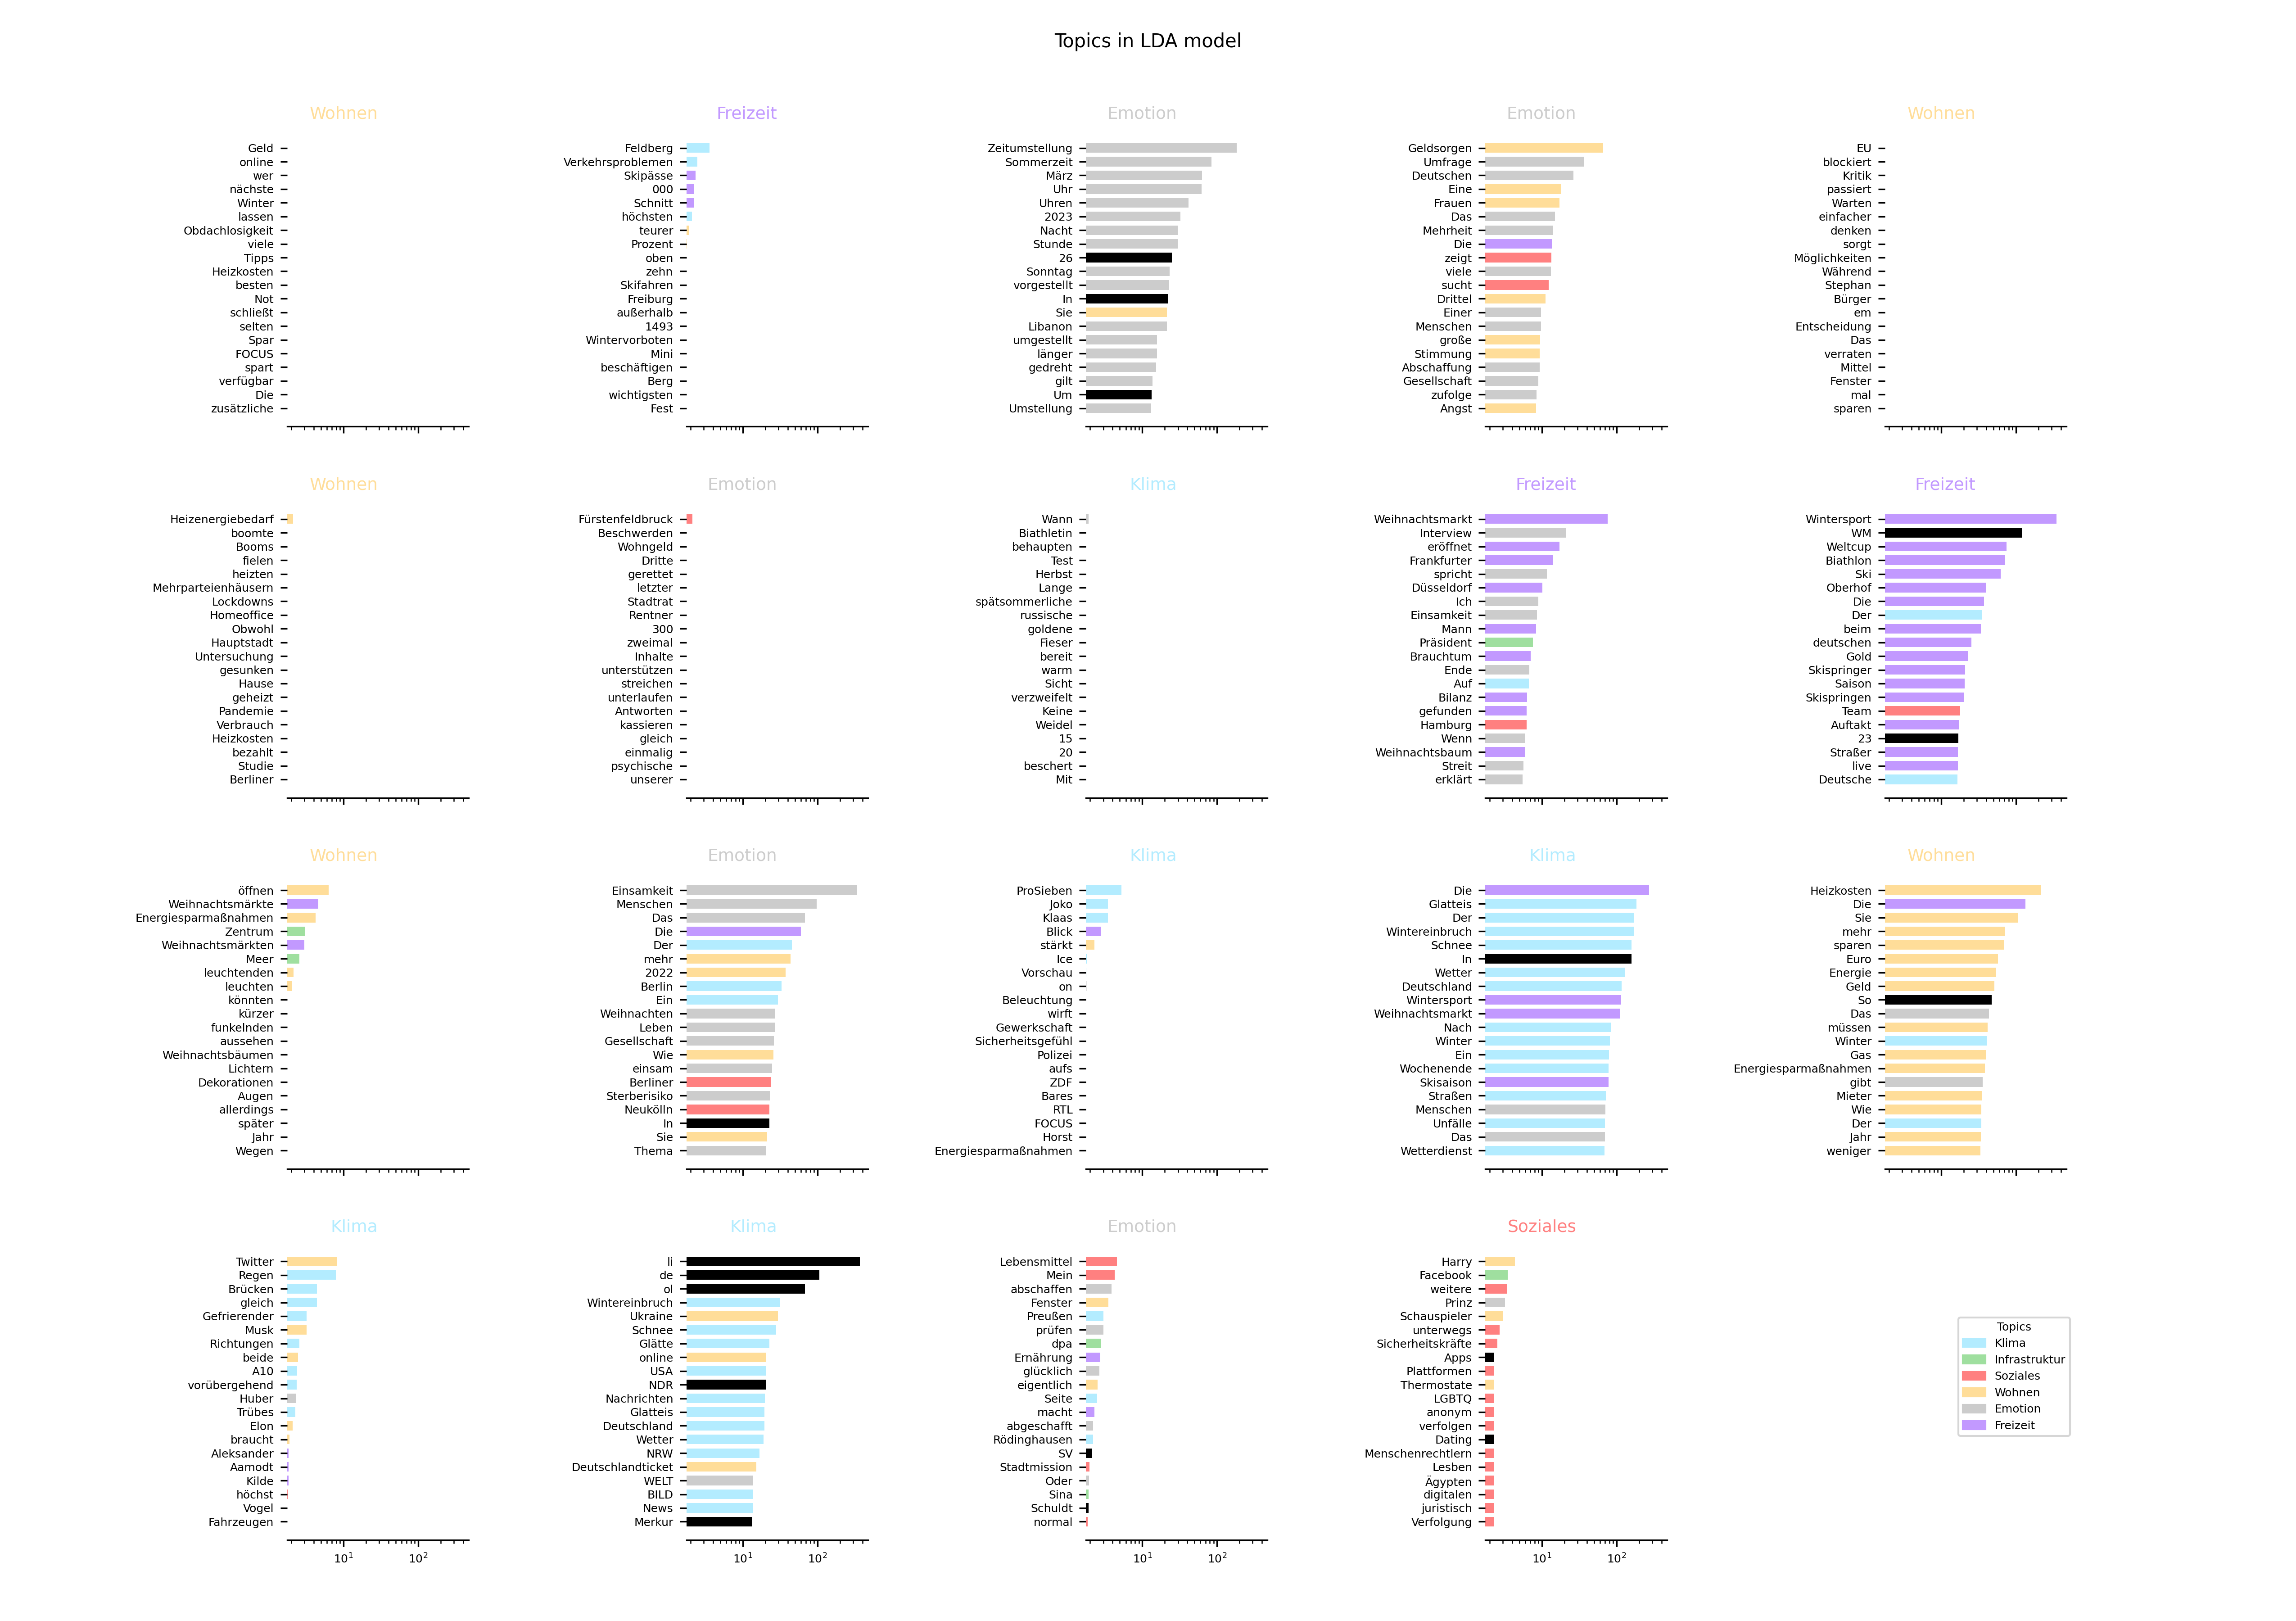 Topics in LDA model
Wohnen
Geld
online
wer
nächste
Winter
lassen
Obdachlosigkeit
viele
Tipps
Heizkosten
besten
Not
schließt
selten
Spar
FOCUS
spart
verfügbar
Die
zusätzliche
Freizeit
Feldberg
Verkehrsproblemen
Skipässe
000
Schnitt
höchsten
teurer
Prozent
oben
zehn
Skifahren
Freiburg
außerhalb
1493
Wintervorboten
Mini
beschäftigen
Berg
wichtigsten
Fest
Emotion
Zeitumstellung
Sommerzeit
März
Uhr
Uhren
2023
Nacht
Stunde
26
Sonntag
vorgestellt
In
Sie
Libanon
umgestellt
länger
gedreht
gilt
Um
Umstellung
Emotion
Geldsorgen
Umfrage
Deutschen
Eine
Frauen
Das
Mehrheit
Die
zeigt
viele
sucht
Drittel
Einer
Menschen
große
Stimmung
Abschaffung
Gesellschaft
zufolge
Angst
Wohnen
EU
blockiert
Kritik
passiert
Warten
einfacher
denken
sorgt
Möglichkeiten
Während
Stephan
Bürger
em
Entscheidung
Das
verraten
Mittel
Fenster
mal
sparen
Wohnen
Heizenergiebedarf
boomte
Booms
fielen
heizten
Mehrparteienhäusern
Lockdowns
Homeoffice
Obwohl
Hauptstadt
Untersuchung
gesunken
Hause
geheizt
Pandemie
Verbrauch
Heizkosten
bezahlt
Studie
Berliner
Emotion
Fürstenfeldbruck
Beschwerden
Wohngeld
Dritte
gerettet
letzter
Stadtrat
Rentner
300
zweimal
Inhalte
unterstützen
streichen
unterlaufen
Antworten
kassieren
gleich
einmalig
psychische
unserer
Klima
Wann
Biathletin
behaupten
Test
Herbst
Lange
spätsommerliche
russische
goldene
Fieser
bereit
warm
Sicht
verzweifelt
Keine
Weidel
15
20
beschert
Mit
Freizeit
Weihnachtsmarkt
Interview
eröffnet
Frankfurter
spricht
Düsseldorf
Ich
Einsamkeit
Mann
Präsident
Brauchtum
Ende
Auf
Bilanz
gefunden
Hamburg
Wenn
Weihnachtsbaum
Streit
erklärt
Freizeit
Wintersport
WM
Weltcup
Biathlon
Ski
Oberhof
Die
Der
beim
deutschen
Gold
Skispringer
Saison
Skispringen
Team
Auftakt
23
Straßer
live
Deutsche
Wohnen
öffnen
Weihnachtsmärkte
Energiesparmaßnahmen
Zentrum
Weihnachtsmärkten
Meer
leuchtenden
leuchten
könnten
kürzer
funkelnden
aussehen
Weihnachtsbäumen
Lichtern
Dekorationen
Augen
allerdings
später
Jahr
Wegen
Emotion
Einsamkeit
Menschen
Das
Die
Der
mehr
2022
Berlin
Ein
Weihnachten
Leben
Gesellschaft
Wie
einsam
Berliner
Sterberisiko
Neukölln
In
Sie
Thema
Klima
ProSieben
Joko
Klaas
Blick
stärkt
Ice
Vorschau
on
Beleuchtung
wirft
Gewerkschaft
Sicherheitsgefühl
Polizei
aufs
ZDF
Bares
RTL
FOCUS
Horst
Energiesparmaßnahmen
Klima
Die
Glatteis
Der
Wintereinbruch
Schnee
In
Wetter
Deutschland
Wintersport
Weihnachtsmarkt
Nach
Winter
Ein
Wochenende
Skisaison
Straßen
Menschen
Unfälle
Das
Wetterdienst
Wohnen
Heizkosten
Die
Sie
mehr
sparen
Euro
Energie
Geld
So
Das
müssen
Winter
Gas
Energiesparmaßnahmen
gibt
Mieter
Wie
Der
Jahr
weniger
Klima
Twitter
Regen
Brücken
gleich
Gefrierender
Musk
Richtungen
beide
A10
vorübergehend
Huber
Trübes
Elon
braucht
Aleksander
Aamodt
Kilde
höchst
Vogel
Fahrzeugen
10¹ 10²
Klima
li
de
ol
Wintereinbruch
Ukraine
Schnee
Glätte
online
USA
NDR
Nachrichten
Glatteis
Deutschland
Wetter
NRW
Deutschlandticket
WELT
BILD
News
Merkur
10¹ 10²
Emotion
Lebensmittel
Mein
abschaffen
Fenster
Preußen
prüfen
dpa
Ernährung
glücklich
eigentlich
Seite
macht
abgeschafft
Rödinghausen
SV
Stadtmission
Oder
Sina
Schuldt
normal
10¹ 10²
Soziales
Harry
Facebook
weitere
Prinz
Schauspieler
unterwegs
Sicherheitskräfte
Apps
Plattformen
Thermostate
LGBTQ
anonym
verfolgen
Dating
Menschenrechtlern
Lesben
Ägypten
digitalen
juristisch
Verfolgung
10¹ 10²
Topics
Klima
Infrastruktur
Soziales
Wohnen
Emotion
Freizeit